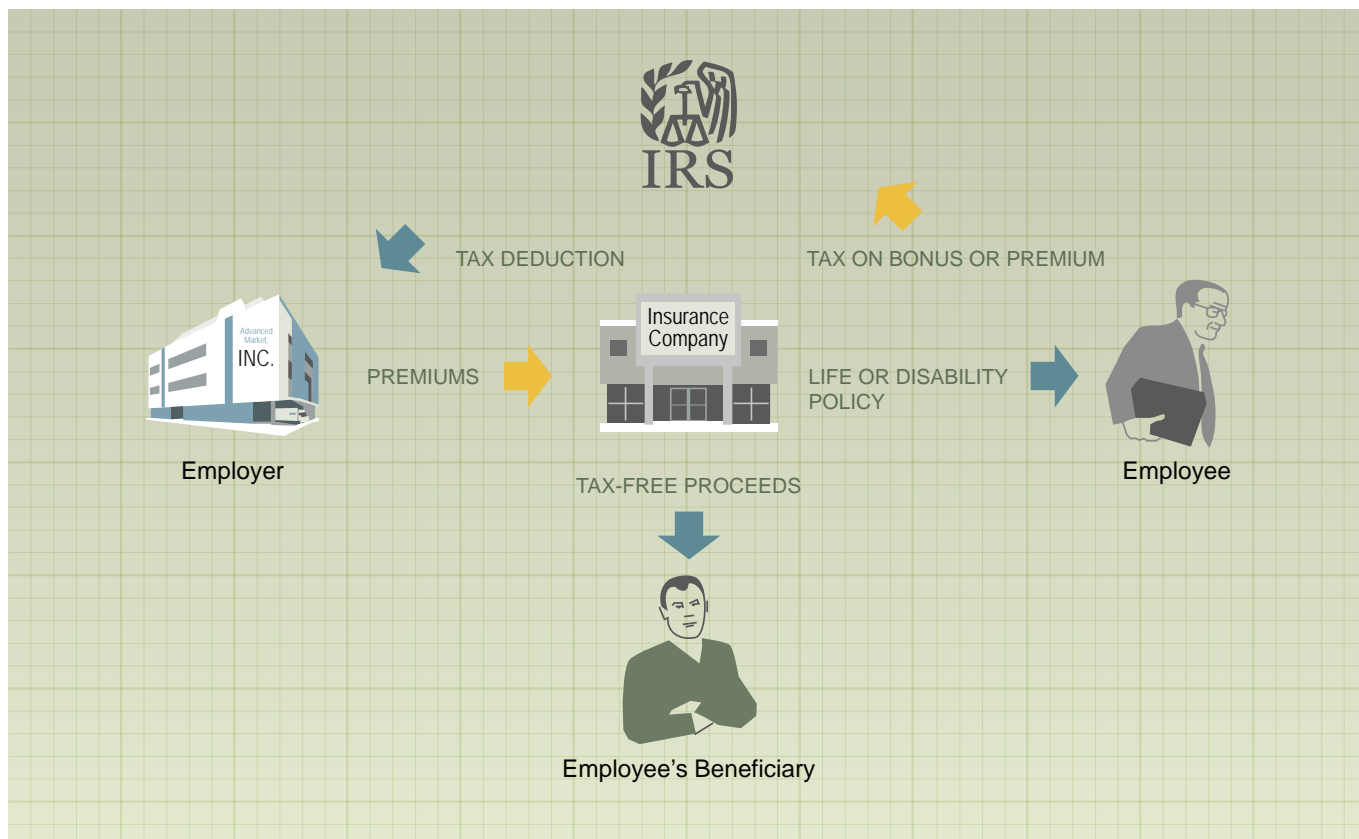 IRS
TAX DEDUCTION
TAX ON BONUS OR PREMIUM
Advanced
Market,
INC.
Insurance
Company
PREMIUMS
LIFE OR DISABILITY
POLICY
Employer
Employee
TAX-FREE PROCEEDS
Employee’s Beneficiary